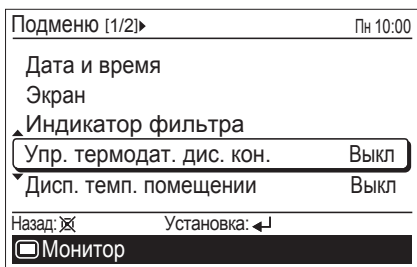 Подменю [1/2]▸ Пн 10:00
Дата и время
Экран
Индикатор фильтра
Упр. термодат. дис. кон. Выкл
Дисп. темп. помещении Выкл
Назад: Установка:
Монитор